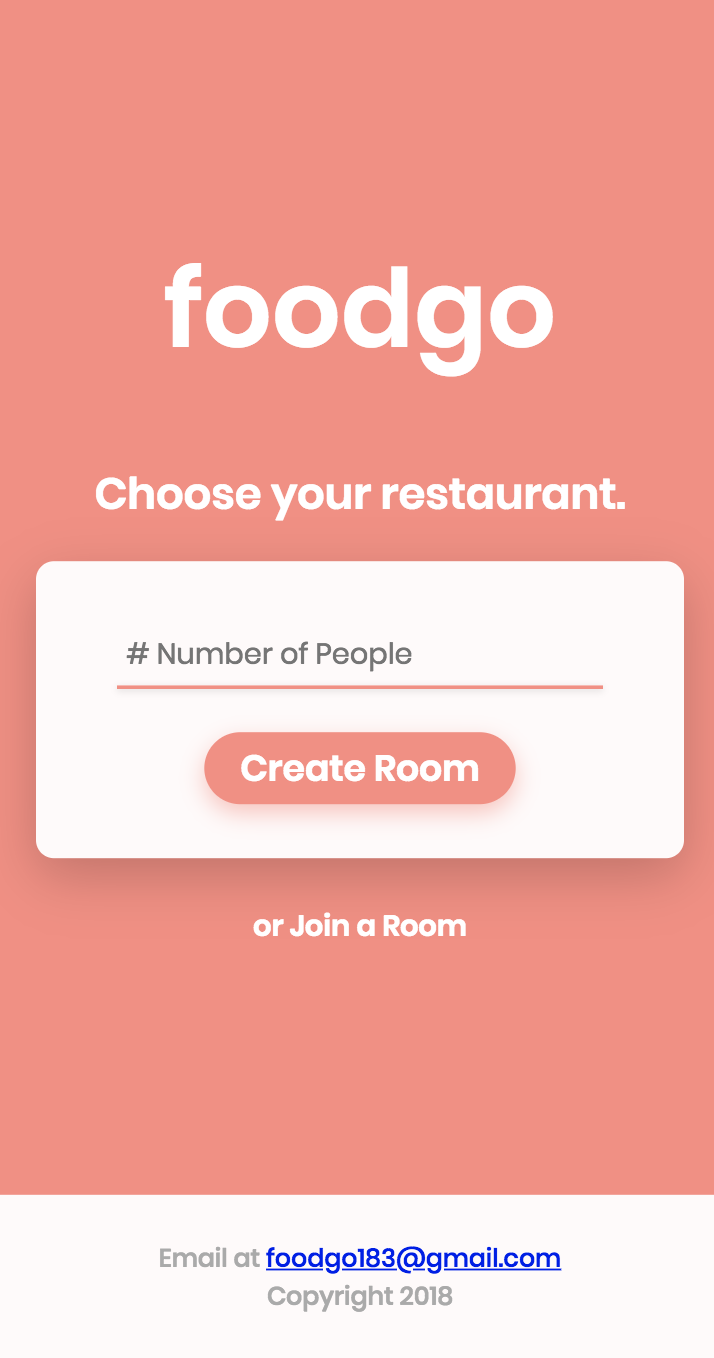 foodgo
Choose your restaurant.
# Number of People
Create Room
or Join a Room
Email at foodgo183@gmail.com
Copyright 2018